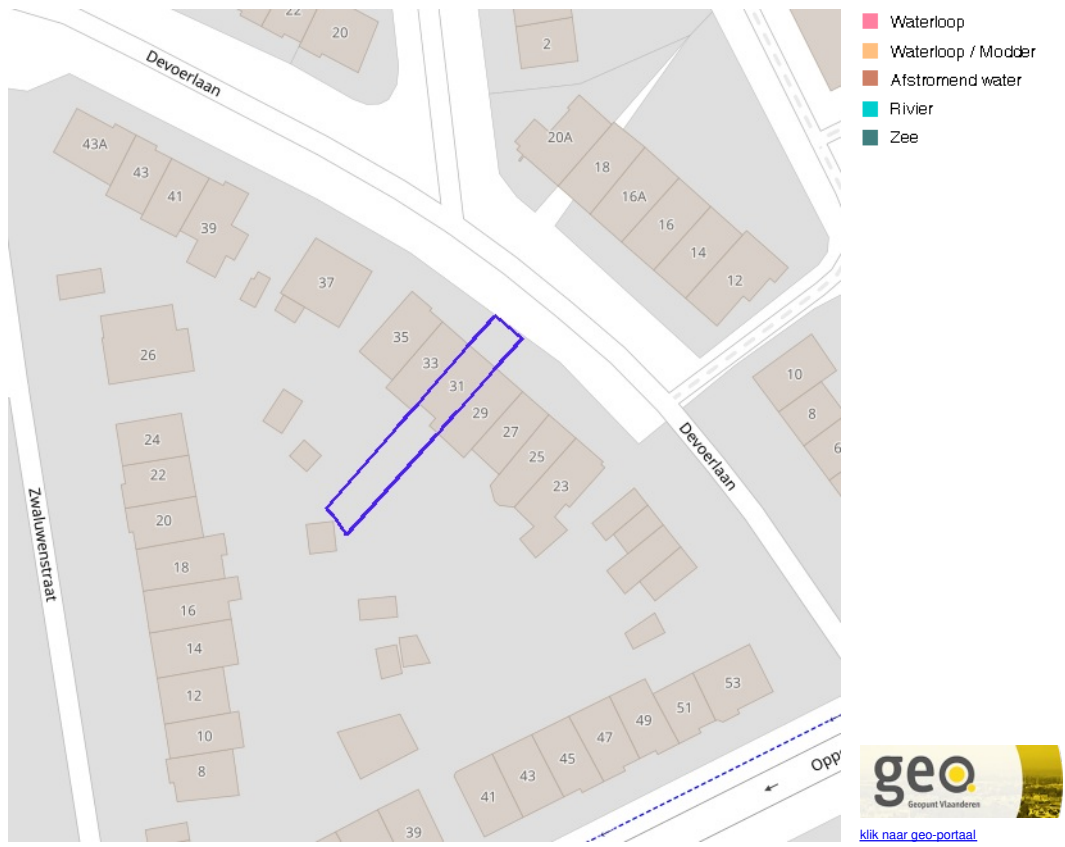 22
20
2
Devoerlaan
20A
18
16A
16
14
12
43A
43
41
39
37
35
33
31
29
27
25
23
26
24
22
20
18
16
14
12
10
8
10
8
6
Devoerlaan
Zwaluwenstraat
53
51
49
47
45
43
41
39
Opp
Waterloop
Waterloop / Modder
Afstromend water
Rivier
Zee
geo
Geopunt Vlaanderen
klik naar geo-portaal